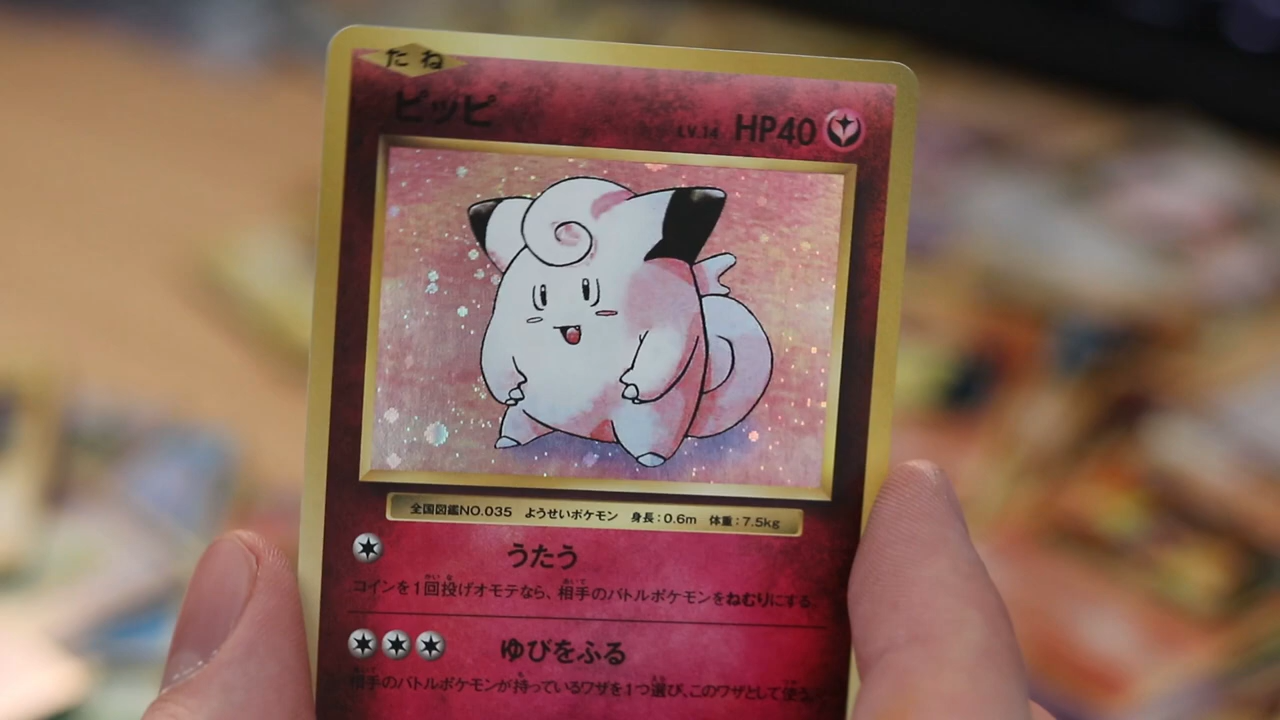 たね
ピッピ
LV.14 HP40
全国図鑑NO.035 ようせいポケモン 身長:0.6m 体重:7.5kg
うたう
コインを1回投げオモテなら、相手のバトルポケモンをねむりにする。
ゆびをふる
相手のバトルポケモンが持っているワザを1つ選び、このワザとして使う。